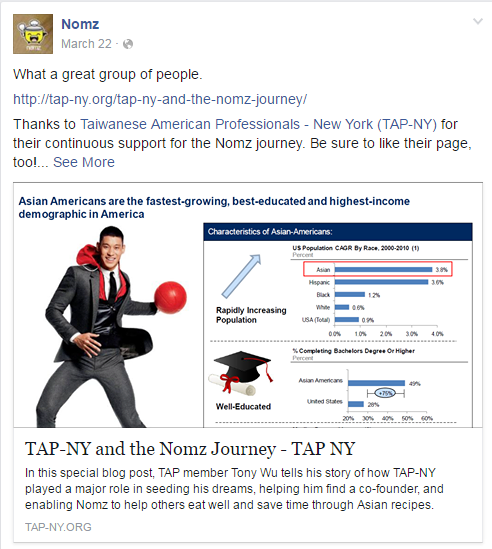 Nomz
NOMZ
March 22 ·
What a great group of people.
http://tap-ny.org/tap-ny-and-the-nomz-journey/
Thanks to Taiwanese American Professionals - New York (TAP-NY) for
their continuous support for the Nomz journey. Be sure to like their page,
too!... See More
Asian Americans are the fastest-growing, best-educated and highest-income
demographic in America
Characteristics of Asian-Americans:
US Population CAGR By Race, 2000-2010 (1)
Percent
Asian 3.8%
Hispanic 3.6%
Black 1.2%
White 0.6%
USA (Total) 0.9%
0.0% 1.0% 2.0% 3.0% 4.0%
Rapidly Increasing
Population
% Completing Bachelors Degree Or Higher
Percent
Asian Americans 49%
+75%
United States 28%
20% 30% 40% 50% 60%
Well-Educated
TAP-NY and the Nomz Journey - TAP NY
In this special blog post, TAP member Tony Wu tells his story of how TAP-NY
played a major role in seeding his dreams, helping him find a co-founder, and
enabling Nomz to help others eat well and save time through Asian recipes.
TAP-NY.ORG